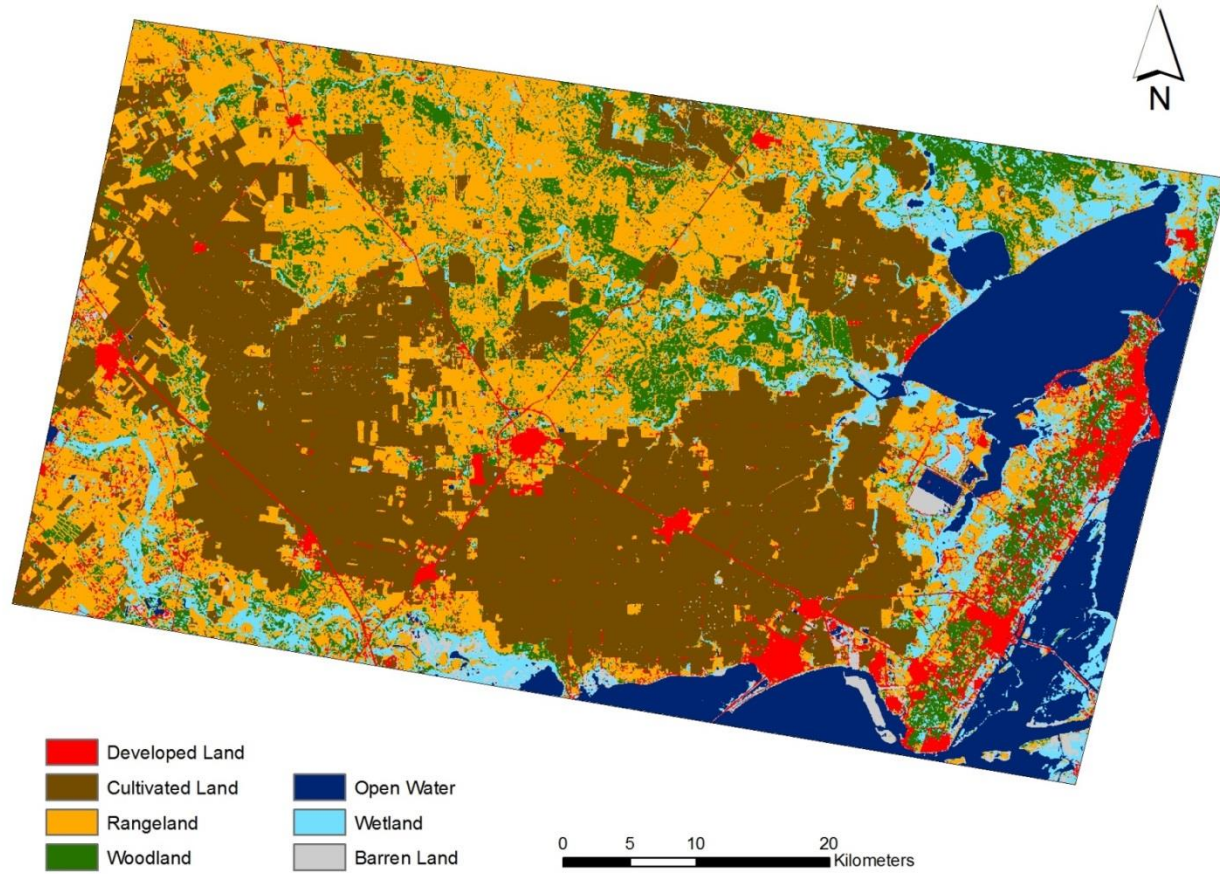 N
Developed Land
Cultivated Land
Rangeland
Woodland
Open Water
Wetland
Barren Land
0 5 10 20
Kilometers